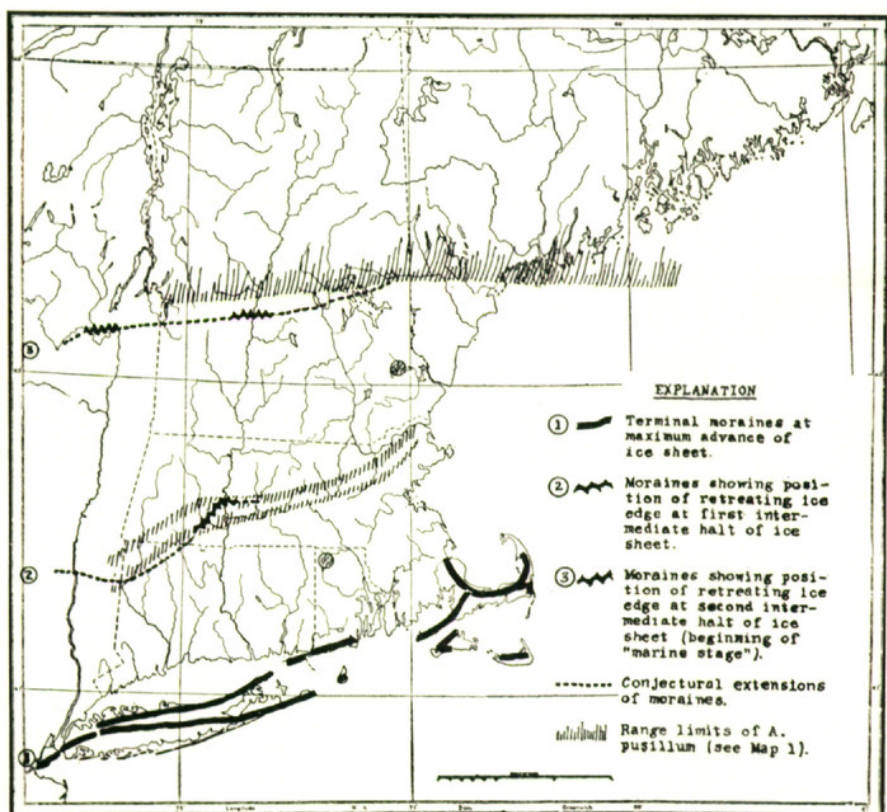 ③
②
①
EXPLANATION
① Terminal moraines at
maximum advance of
ice sheet.
② Moraines showing posi-
tion of retreating ice
edge at first inter-
mediate halt of ice
sheet.
③ Moraines showing posi-
tion of retreating ice
edge at second inter-
mediate halt of ice
sheet (beginning of
"marine stage").
Conjectural extensions
of moraines.
Range limits of A.
pusillum (see Map 1).
Longitude
Greenwich